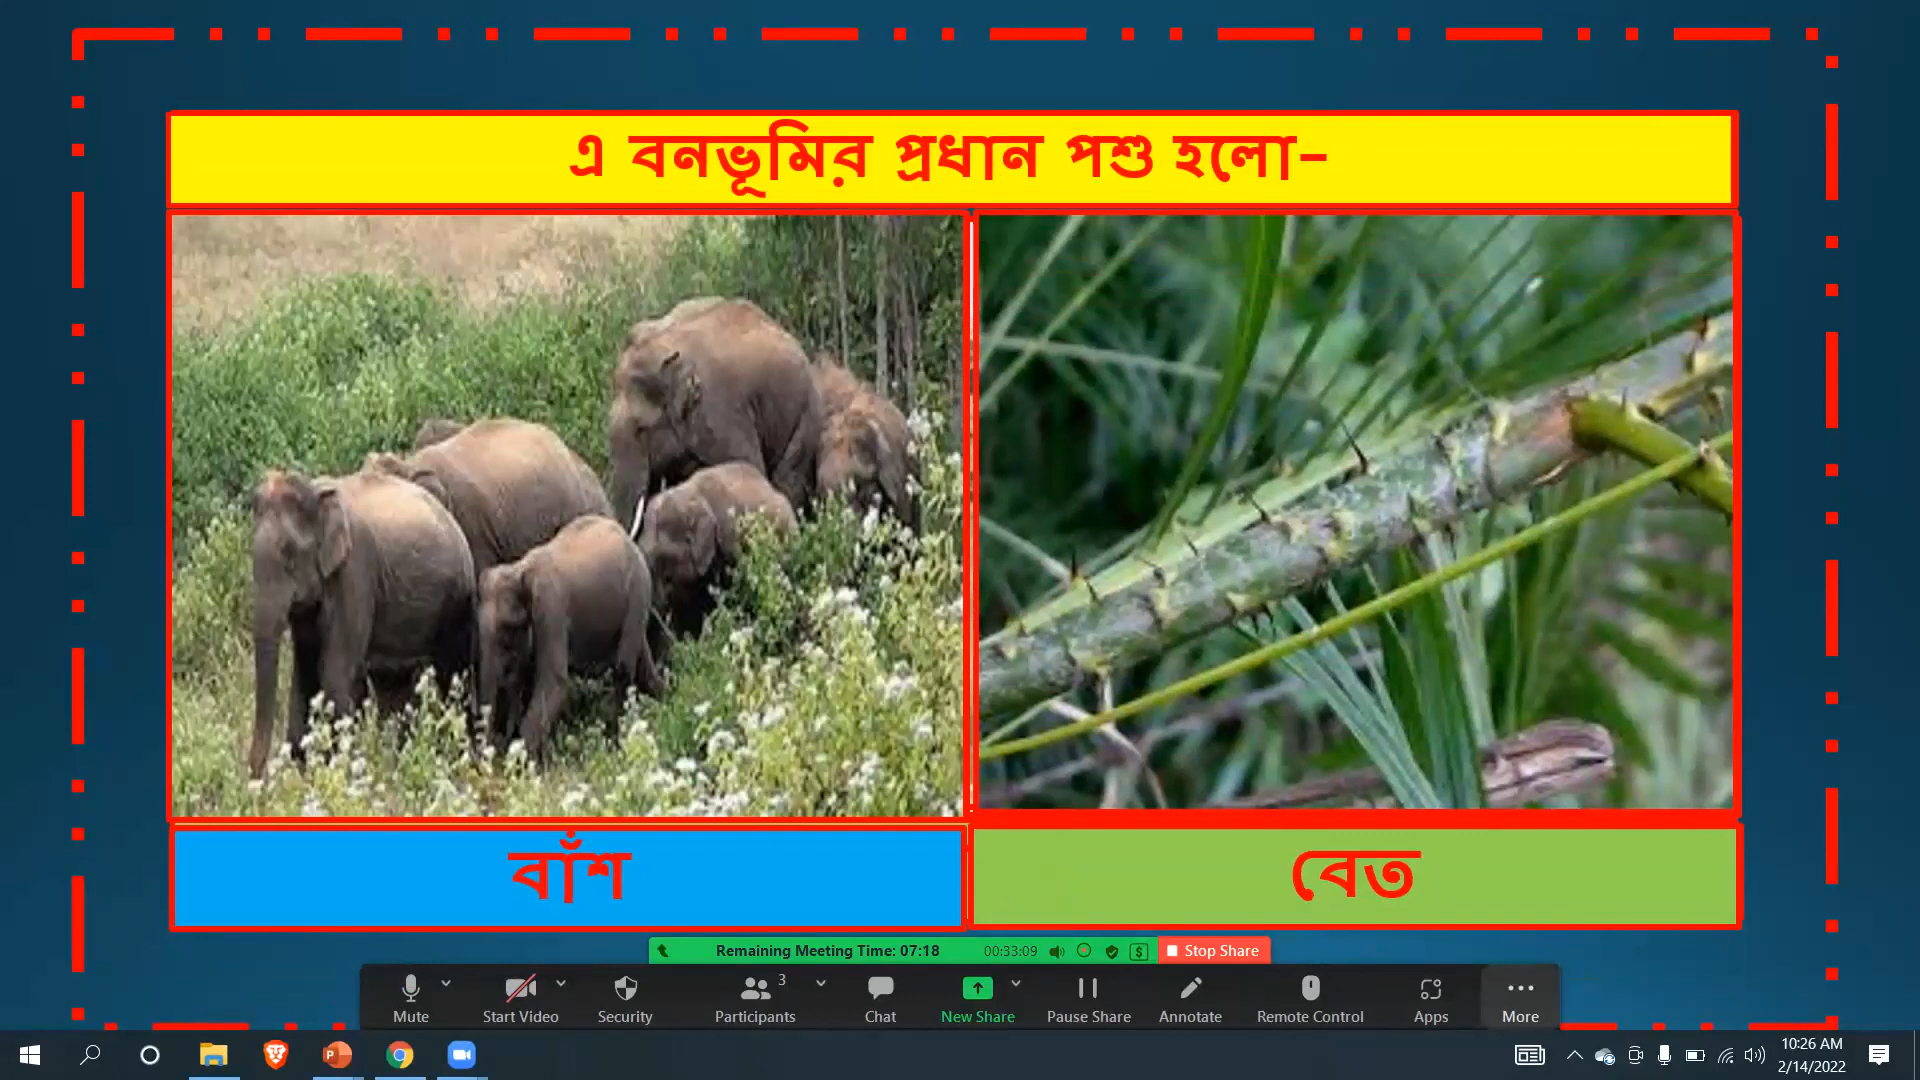 এ বনভূমির প্রধান পশু হলো–
বাঁশ
বেত
Remaining Meeting Time: 07:18
00:33:09
Stop Share
Mute
Start Video
Security
3
Participants
Chat
New Share
Pause Share
Annotate
Remote Control
Apps
More
10:26 AM
2/14/2022